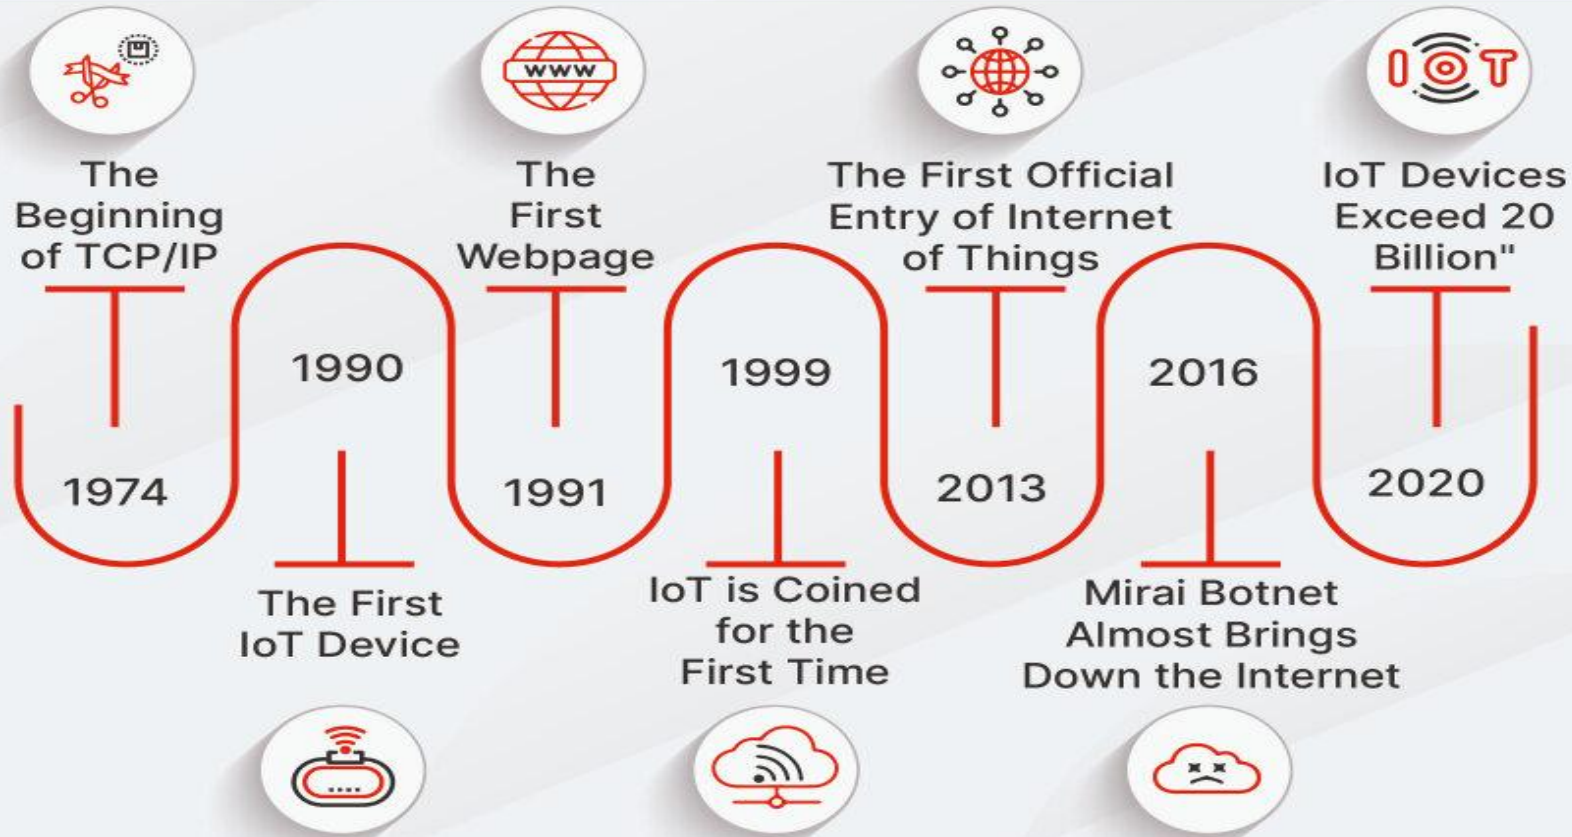 The
Beginning
of TCP/IP
1974
1990
The First
IoT Device
WWW
The
First
Webpage
1991
1999
IoT is Coined
for the
First Time
The First Official
Entry of Internet
of Things
2013
2016
Mirai Botnet
Almost Brings
Down the Internet
IOT
IoT Devices
Exceed 20
Billion"
2020